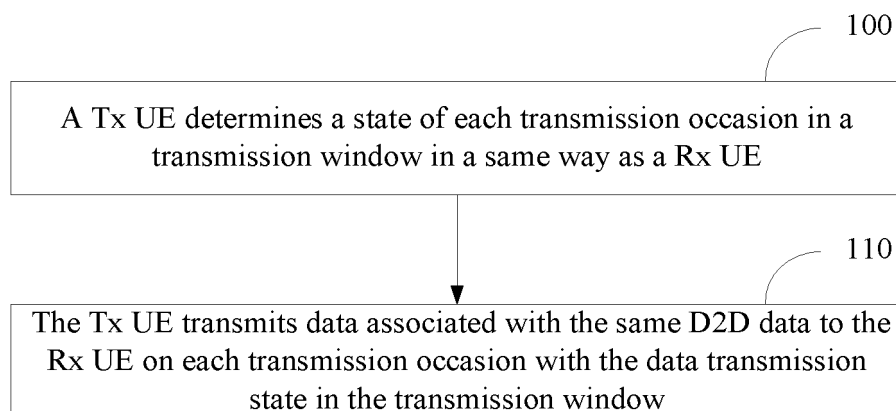 100
A Tx UE determines a state of each transmission occasion in a
transmission window in a same way as a Rx UE
110
The Tx UE transmits data associated with the same D2D data to the
Rx UE on each transmission occasion with the data transmission
state in the transmission window